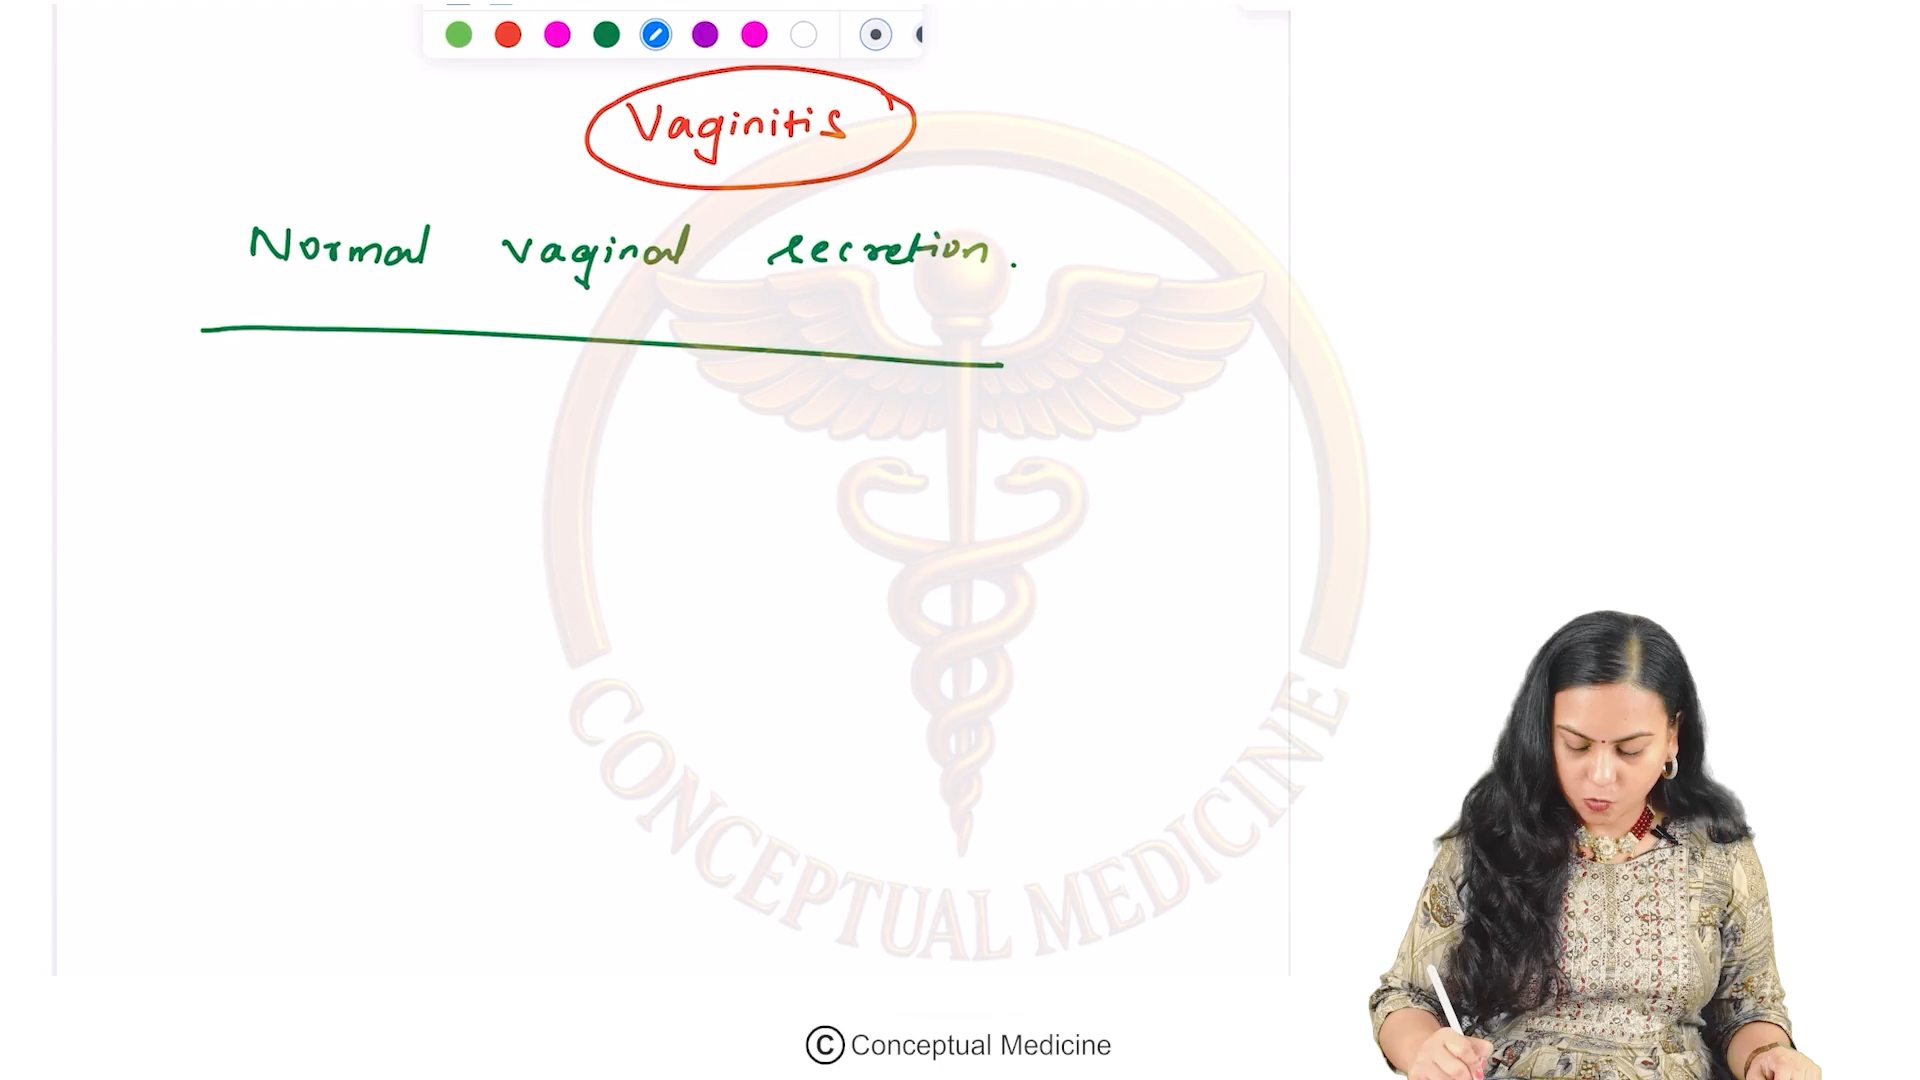 Vaginitis
Normal vaginal secretion.
CONCEPTUAL MEDICINE
© Conceptual Medicine